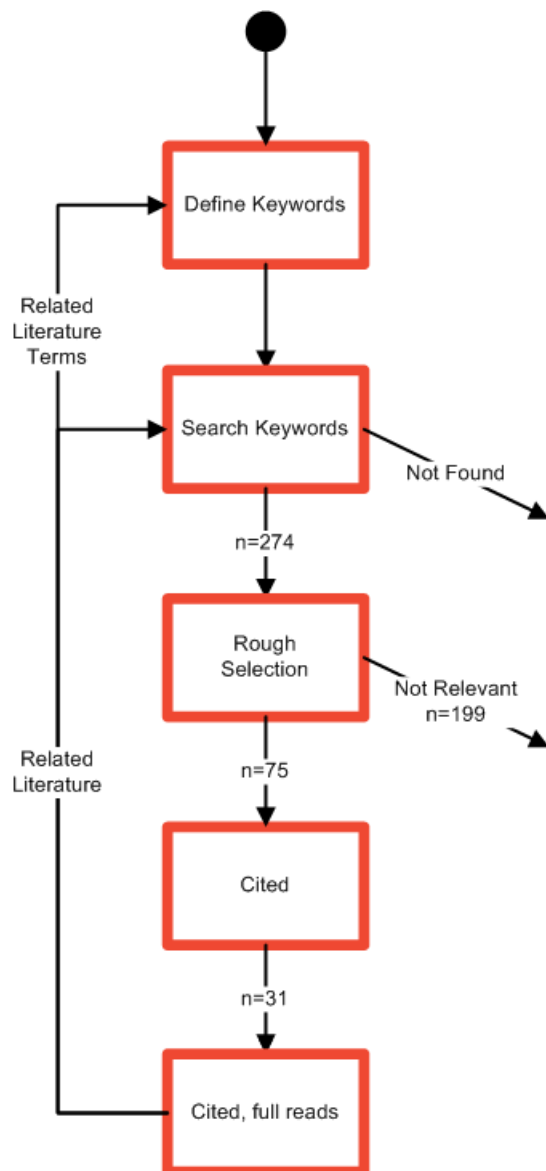 Define Keywords
Related
Literature
Terms
Search Keywords
Not Found
n=274
Rough
Selection
Not Relevant
n=199
Related
Literature
n=75
Cited
n=31
Cited, full reads